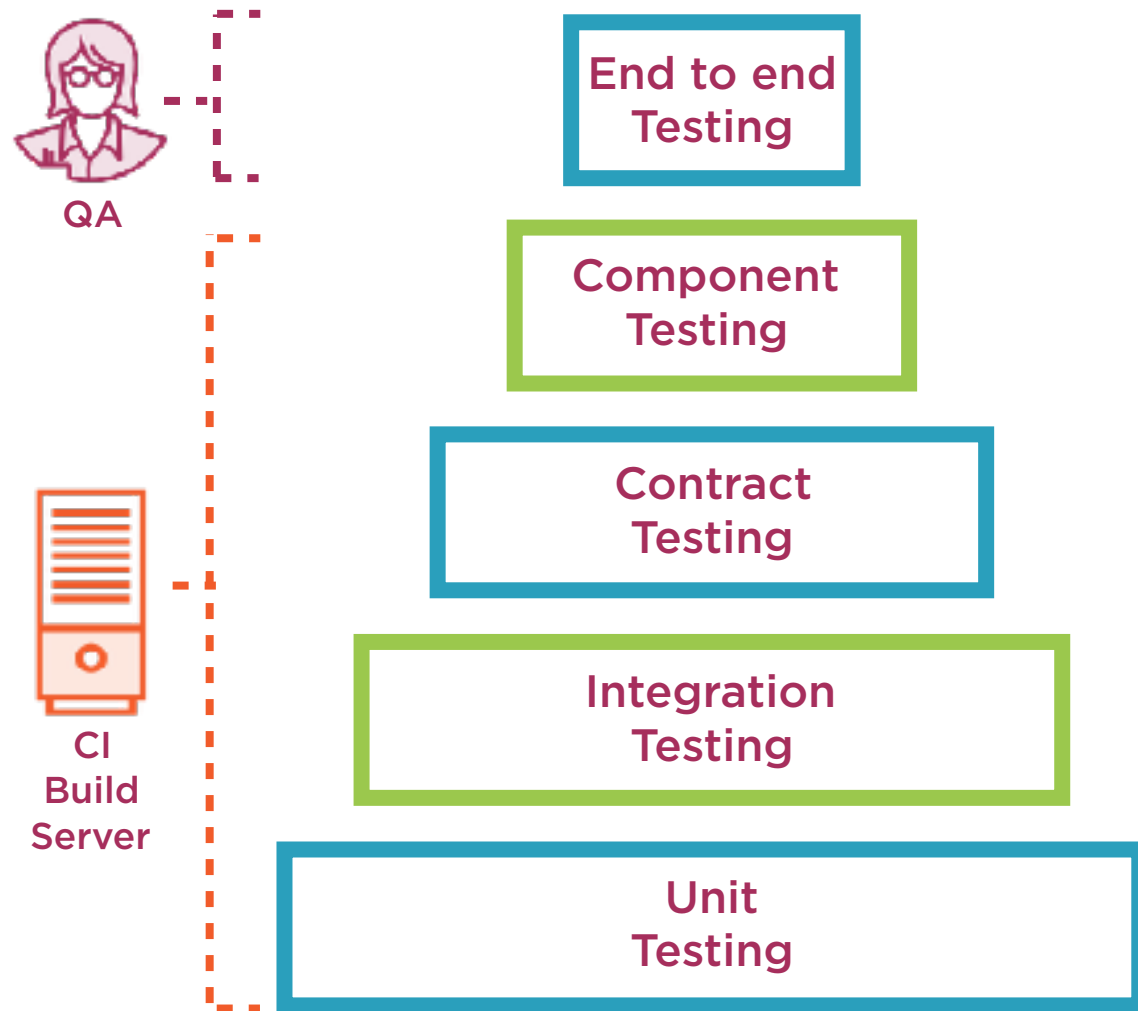 End to end
Testing
QA
Component
Testing
Contract
Testing
Integration
Testing
CI
Build
Server
Unit
Testing